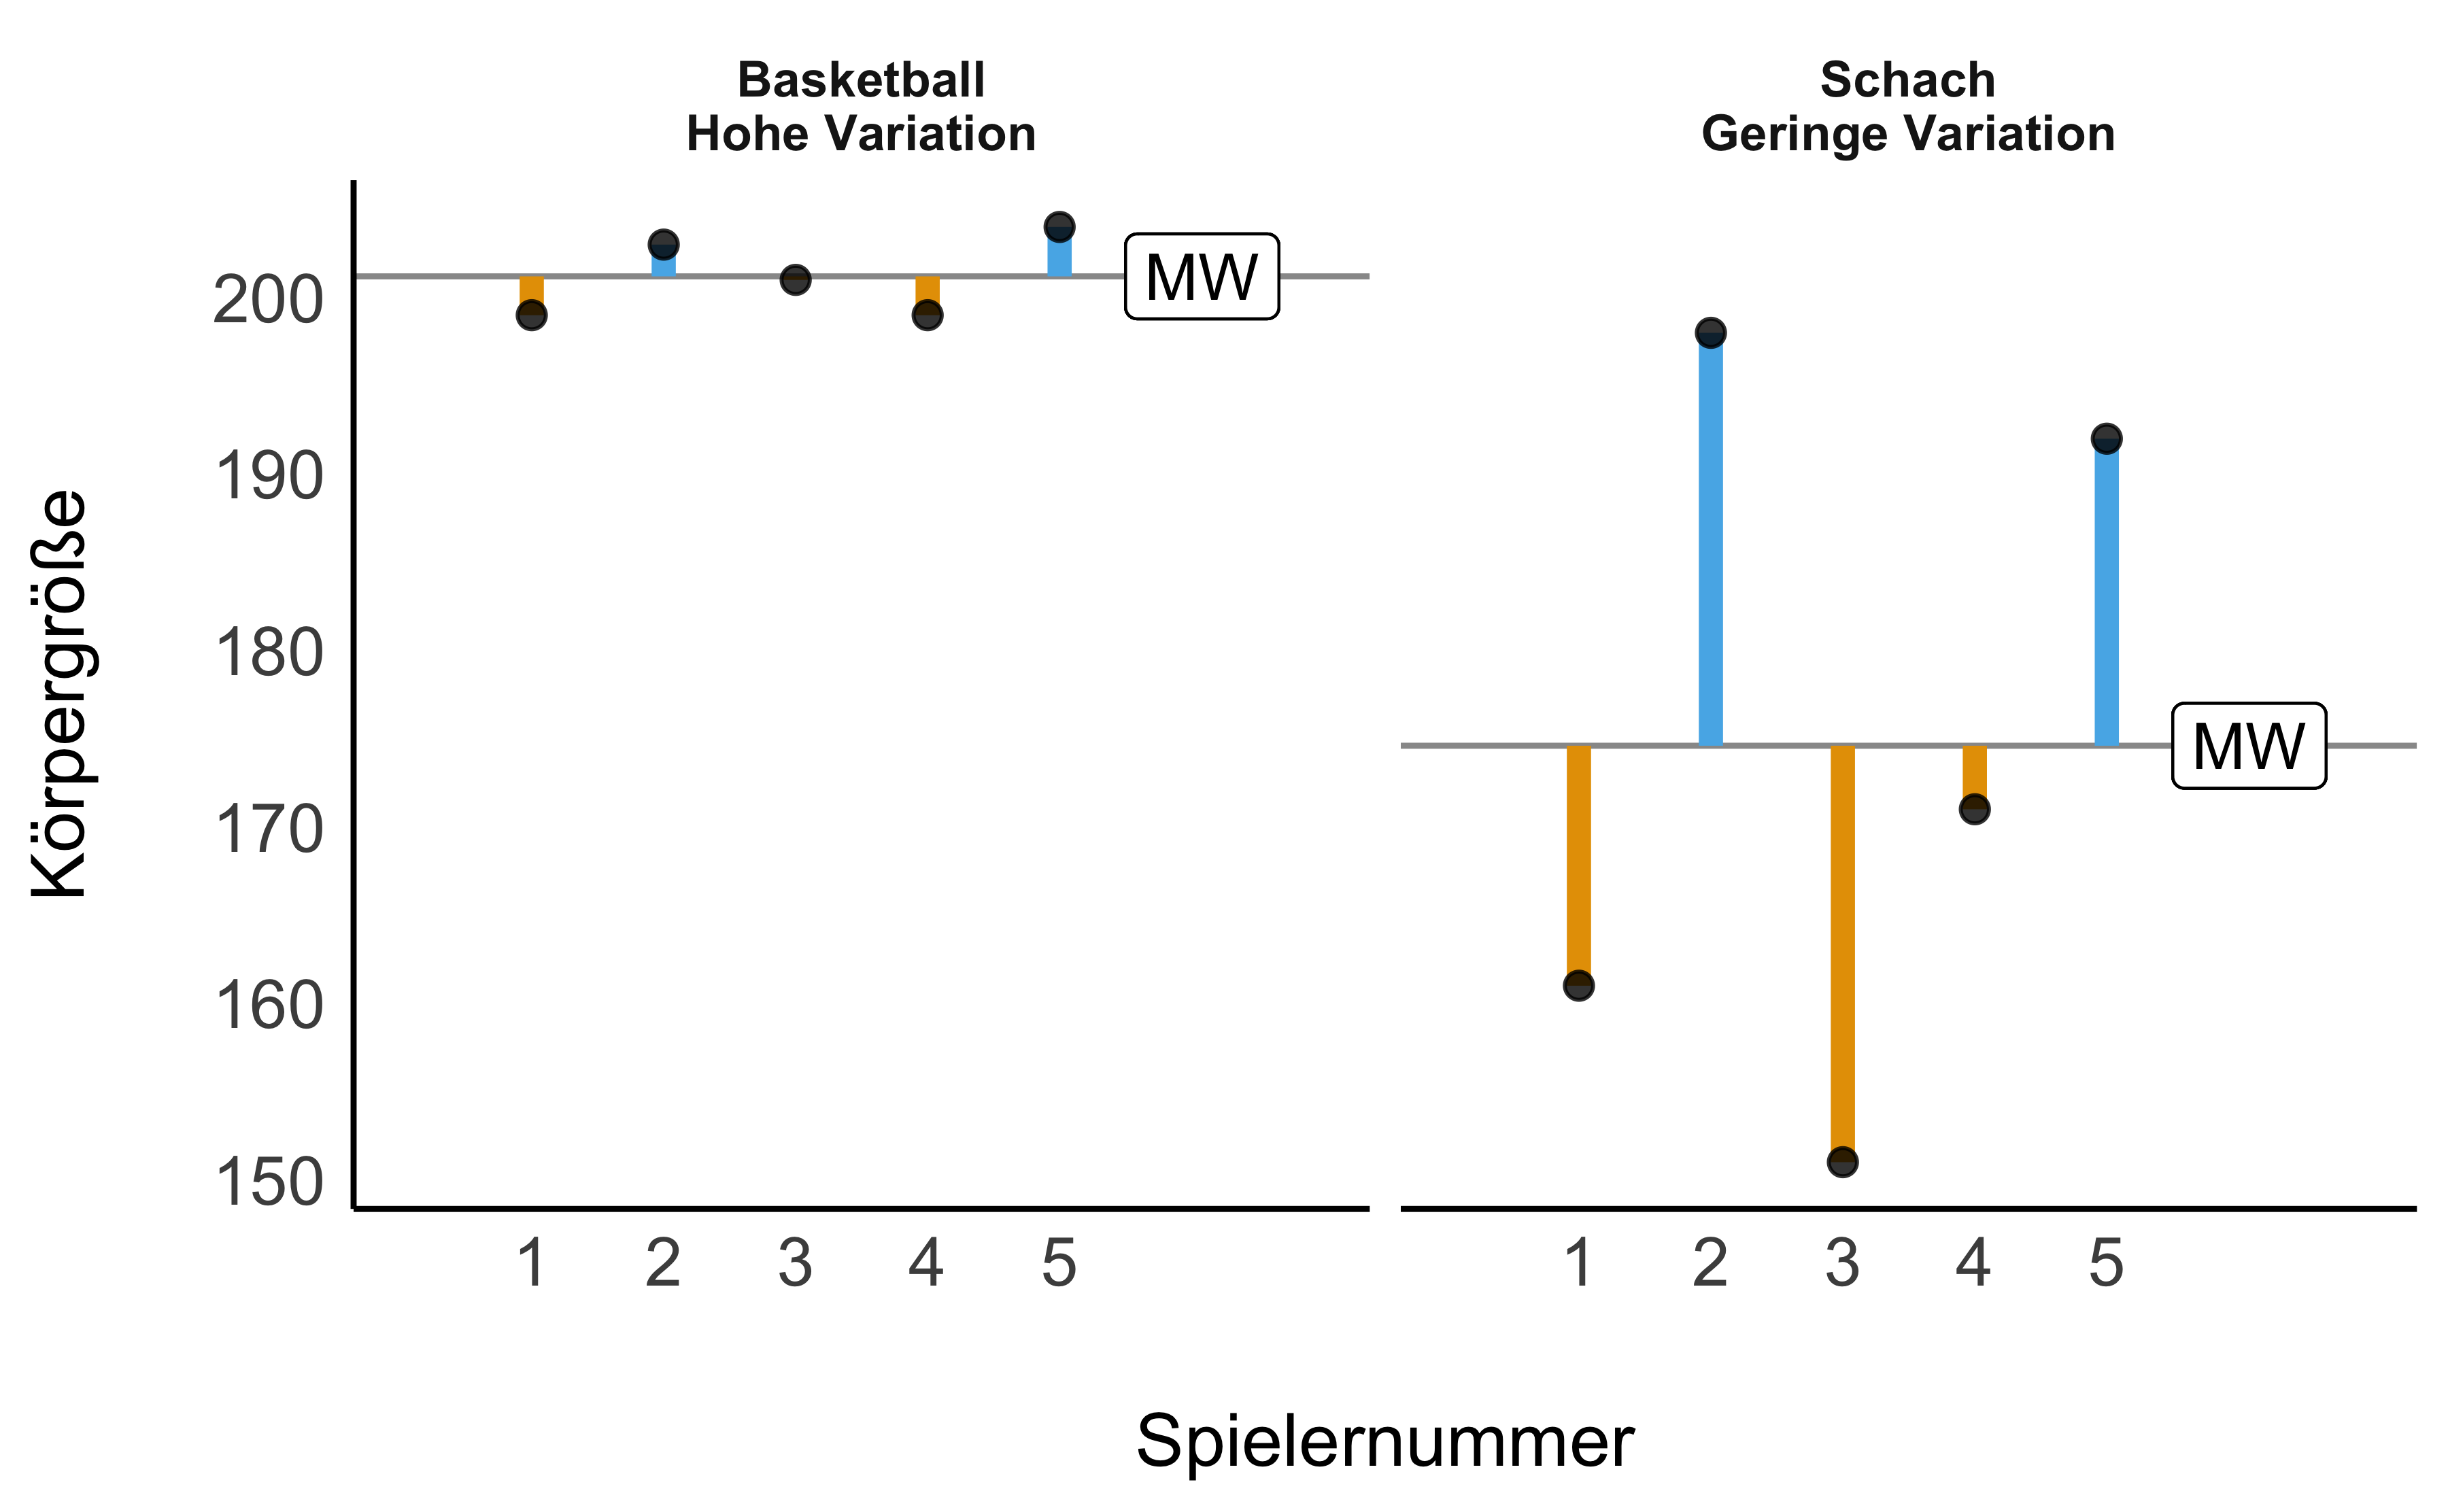 Basketball
Hohe Variation
Schach
Geringe Variation
Körpergröße
200
190
180
170
160
150
MW
MW
1 2 3 4 5
1 2 3 4 5
Spielernummer